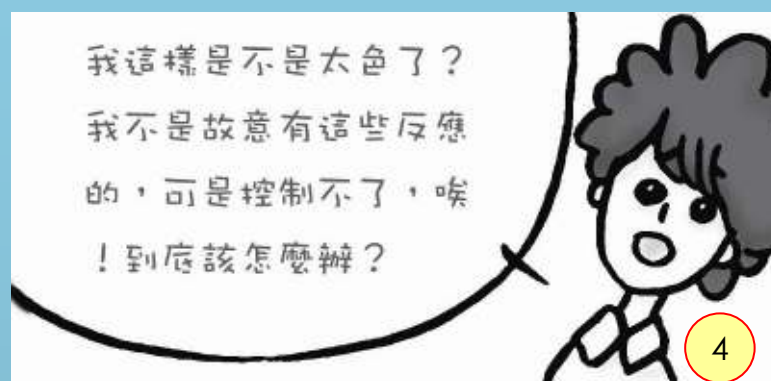 我這樣是不是太色了？
我不是故意有這些反應
的，可是控制不了，唉
！到底該怎麼辦？
4